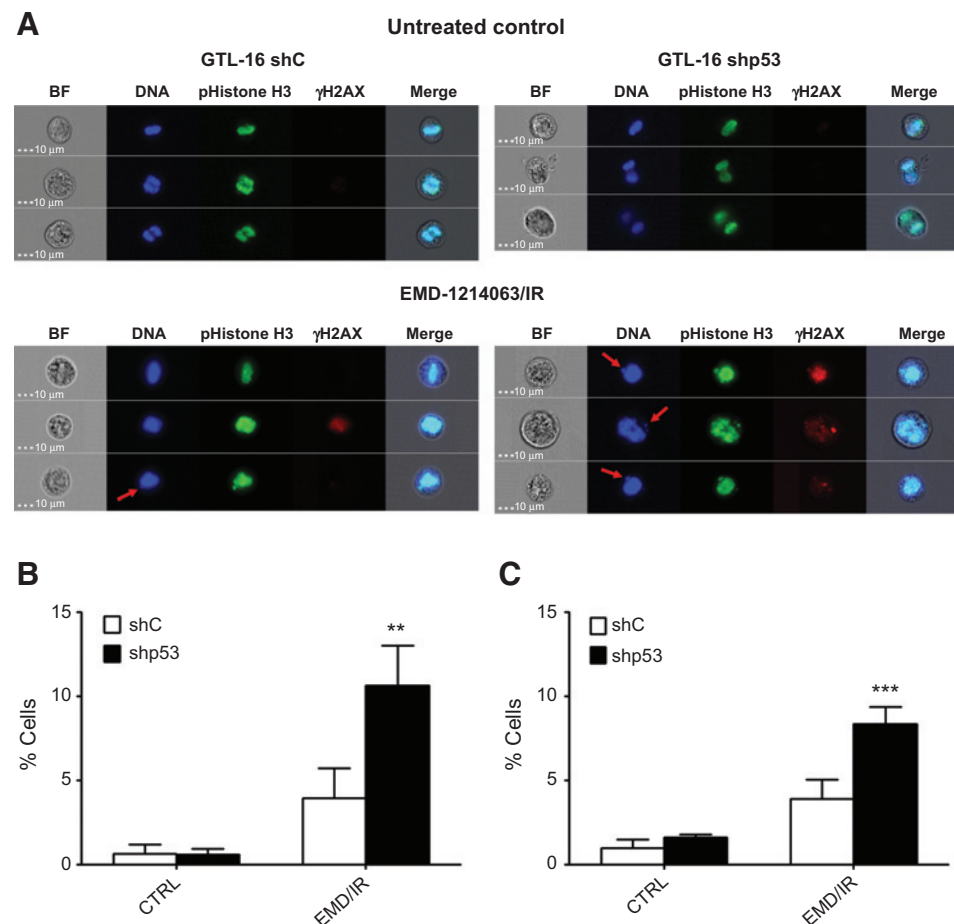 A
Untreated control
GTL-16 shC
GTL-16 shp53
BF DNA pHistone H3 γH2AX Merge
BF DNA pHistone H3 γH2AX Merge
10 μm
10 μm
10 μm
10 μm
10 μm
10 μm
EMD-1214063/IR
BF DNA pHistone H3 γH2AX Merge
BF DNA pHistone H3 γH2AX Merge
10 μm
10 μm
10 μm
10 μm
10 μm
10 μm
B
% Cells
15
10
5
0
shC
shp53
**
CTRL
EMD/IR
C
% Cells
15
10
5
0
shC
shp53
***
CTRL
EMD/IR